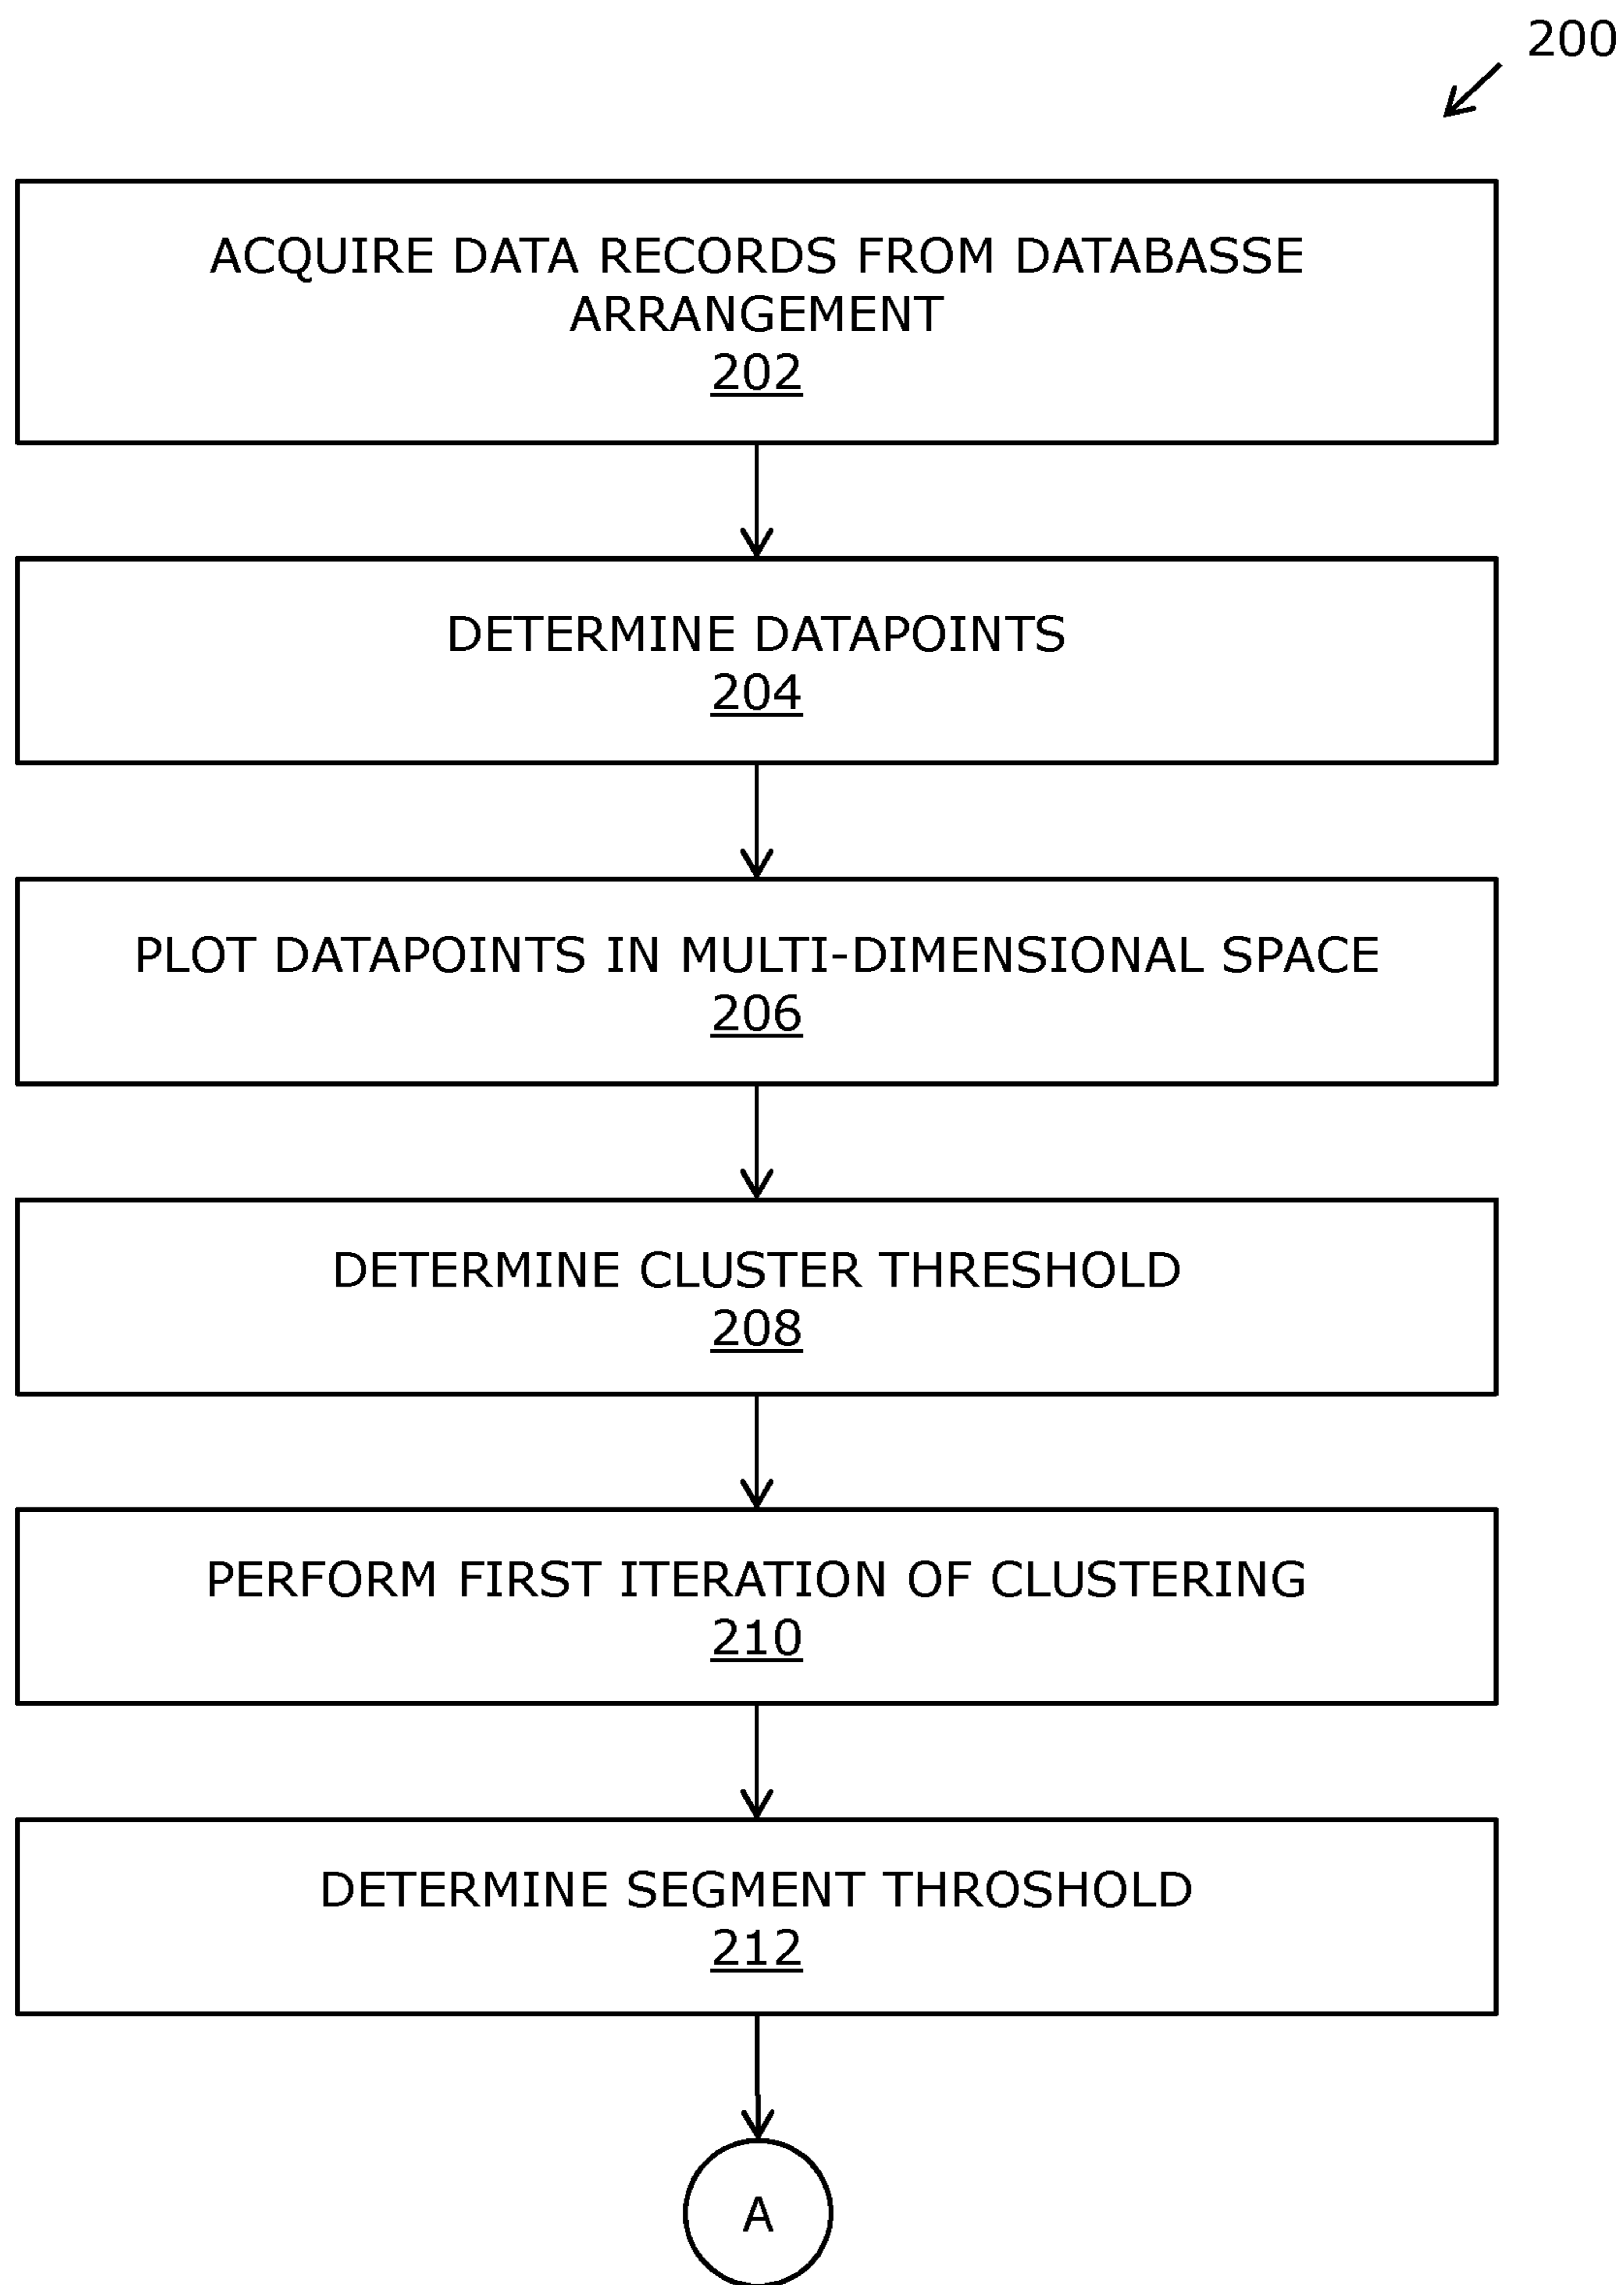 200
ACQUIRE DATA RECORDS FROM DATABASSE
ARRANGEMENT
202
DETERMINE DATAPOINTS
204
PLOT DATAPOINTS IN MULTI-DIMENSIONAL SPACE
206
DETERMINE CLUSTER THRESHOLD
208
PERFORM FIRST ITERATION OF CLUSTERING
210
DETERMINE SEGMENT THROSHOLD
212
A